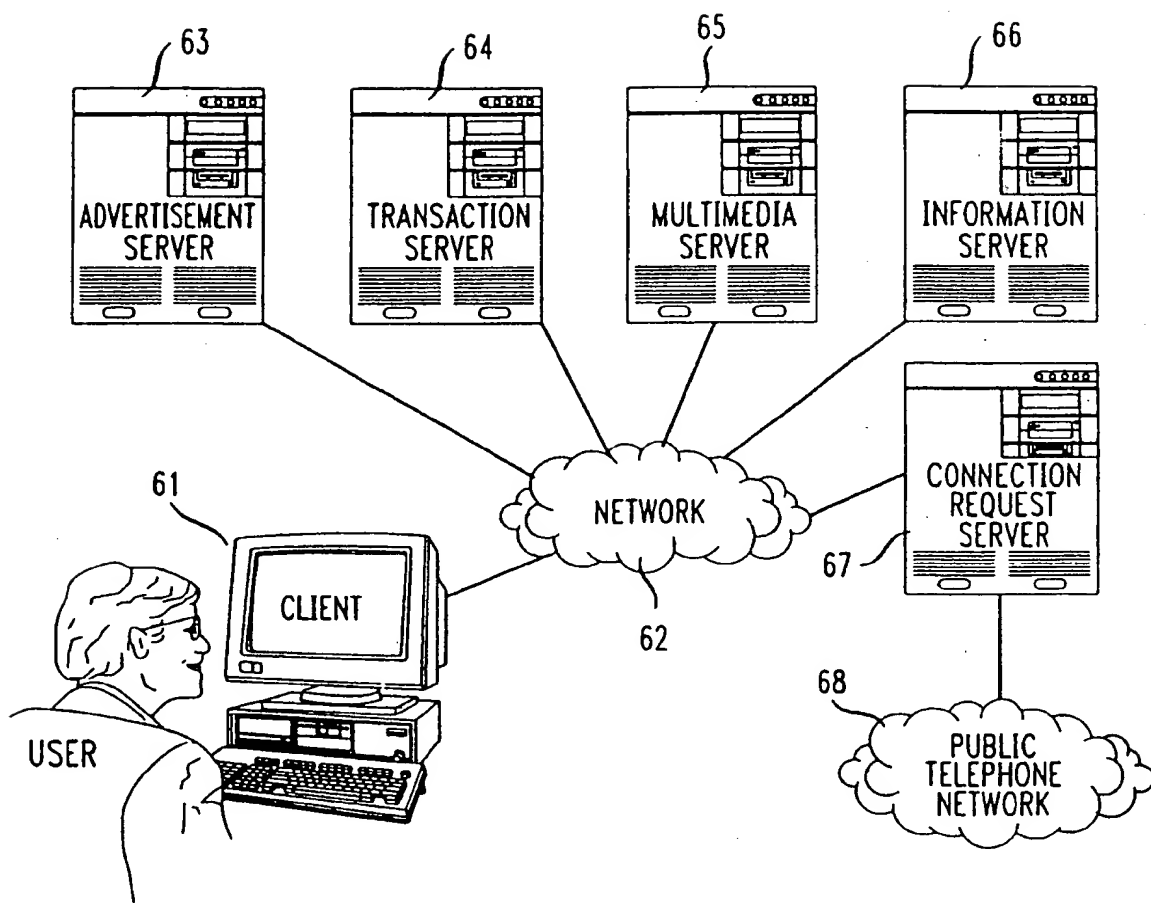 63
64
65
66
ADVERTISEMENT
SERVER
TRANSACTION
SERVER
MULTIMEDIA
SERVER
INFORMATION
SERVER
61
CLIENT
NETWORK
62
CONNECTION
REQUEST
SERVER
67
USER
68
PUBLIC
TELEPHONE
NETWORK